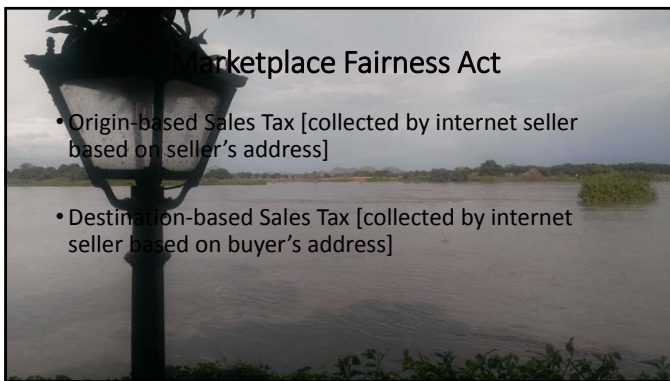 Marketplace Fairness Act
• Origin-based Sales Tax [collected by internet seller
based on seller's address]
• Destination-based Sales Tax [collected by internet
seller based on buyer's address]